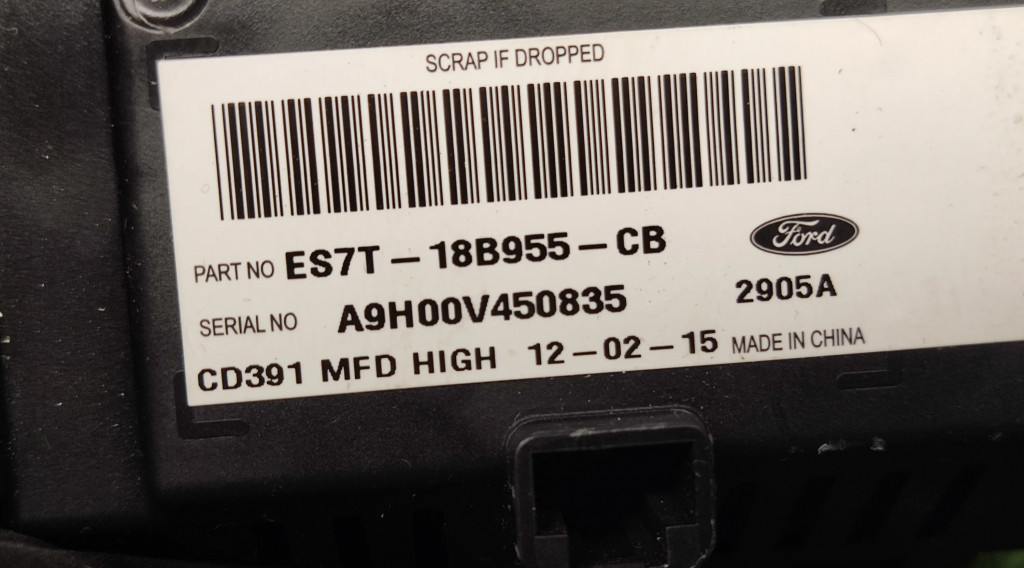 SCRAP IF DROPPED
PART NO ES7T-18B955-CB
Ford
SERIAL NO A9H00V450835 2905A
CD391 MFD HIGH 12-02-15 MADE IN CHINA